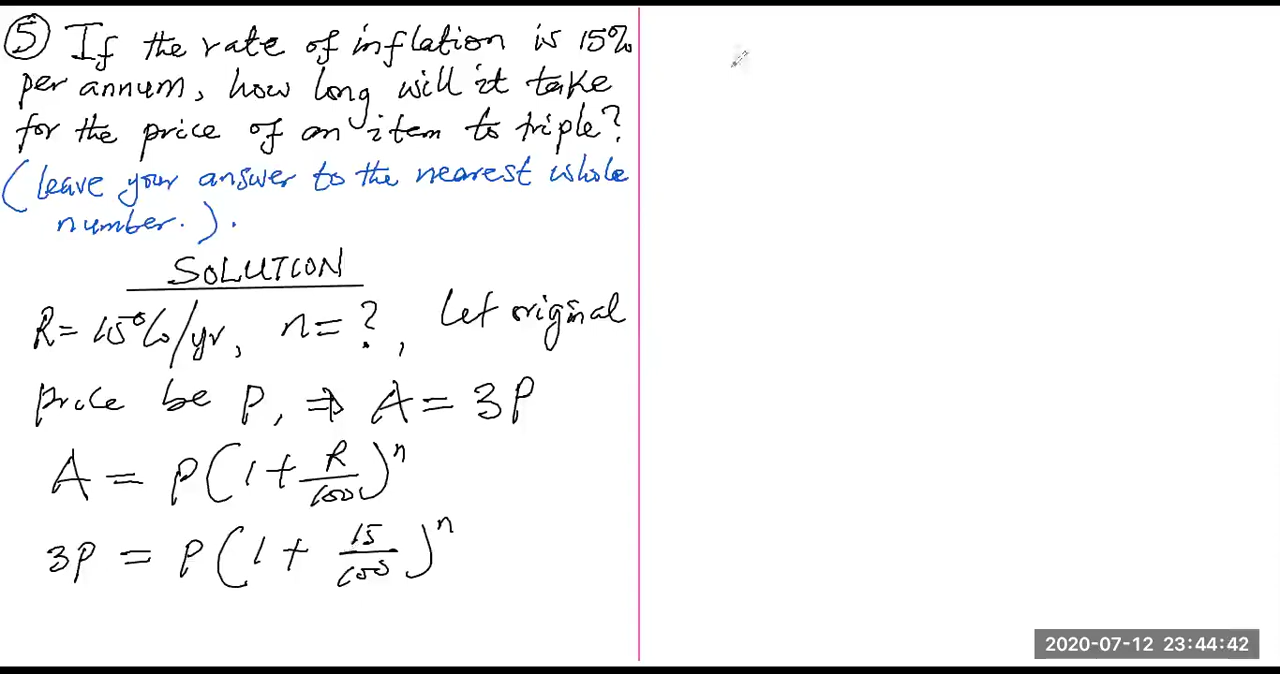 ⑤ If the rate of inflation is 15%
per annum, how long will it take
for the price of an item to triple?
(leave your answer to the nearest whole
number.).
SOLUTION
R = 15%/yr, n = ?, Let original
price be P, ⇒ A = 3P
A = P(1 + R/100)^n
3P = P(1 + 15/100)^n
2020-07-12 23:44:42